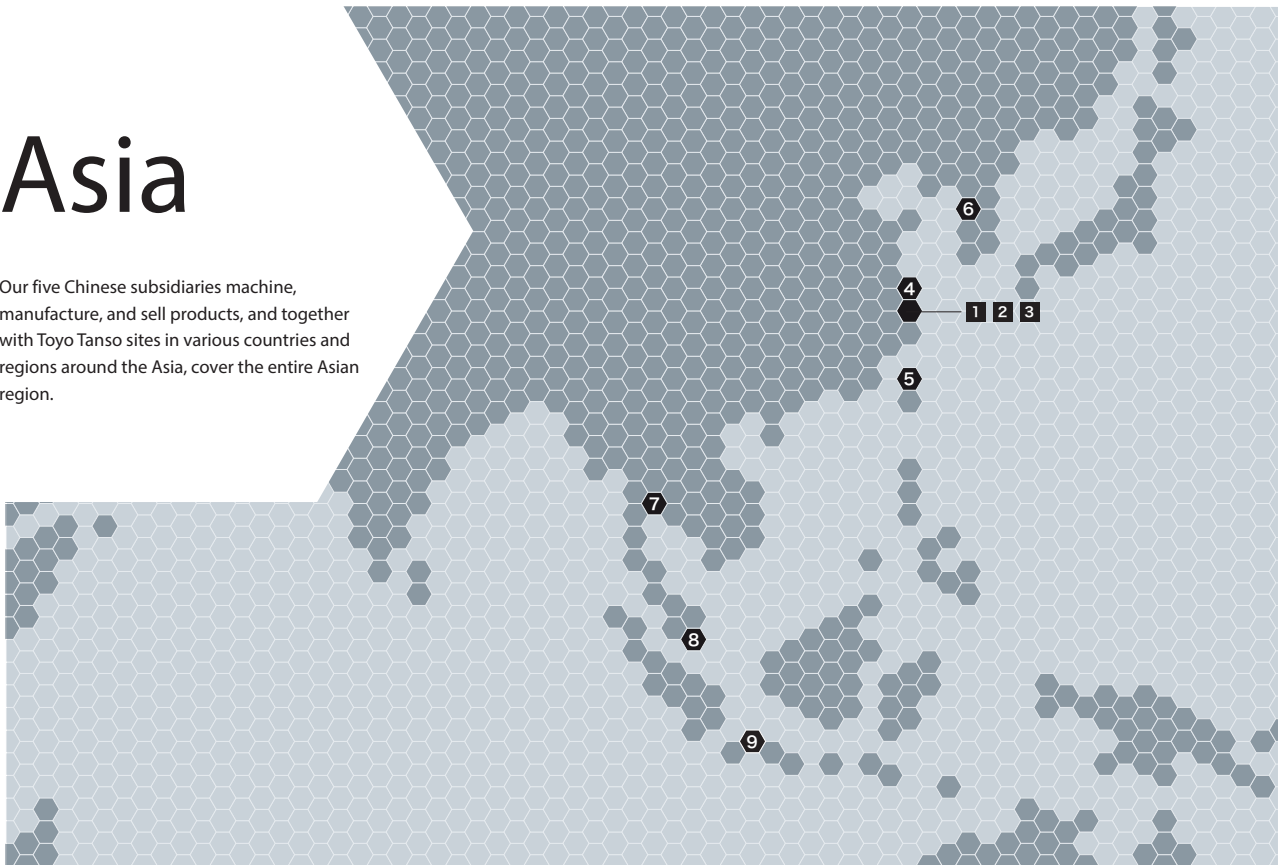 Asia
Our five Chinese subsidiaries machine,
manufacture, and sell products, and together
with Toyo Tanso sites in various countries and
regions around the Asia, cover the entire Asian
region.
6
4
1 2 3
5
7
8
9